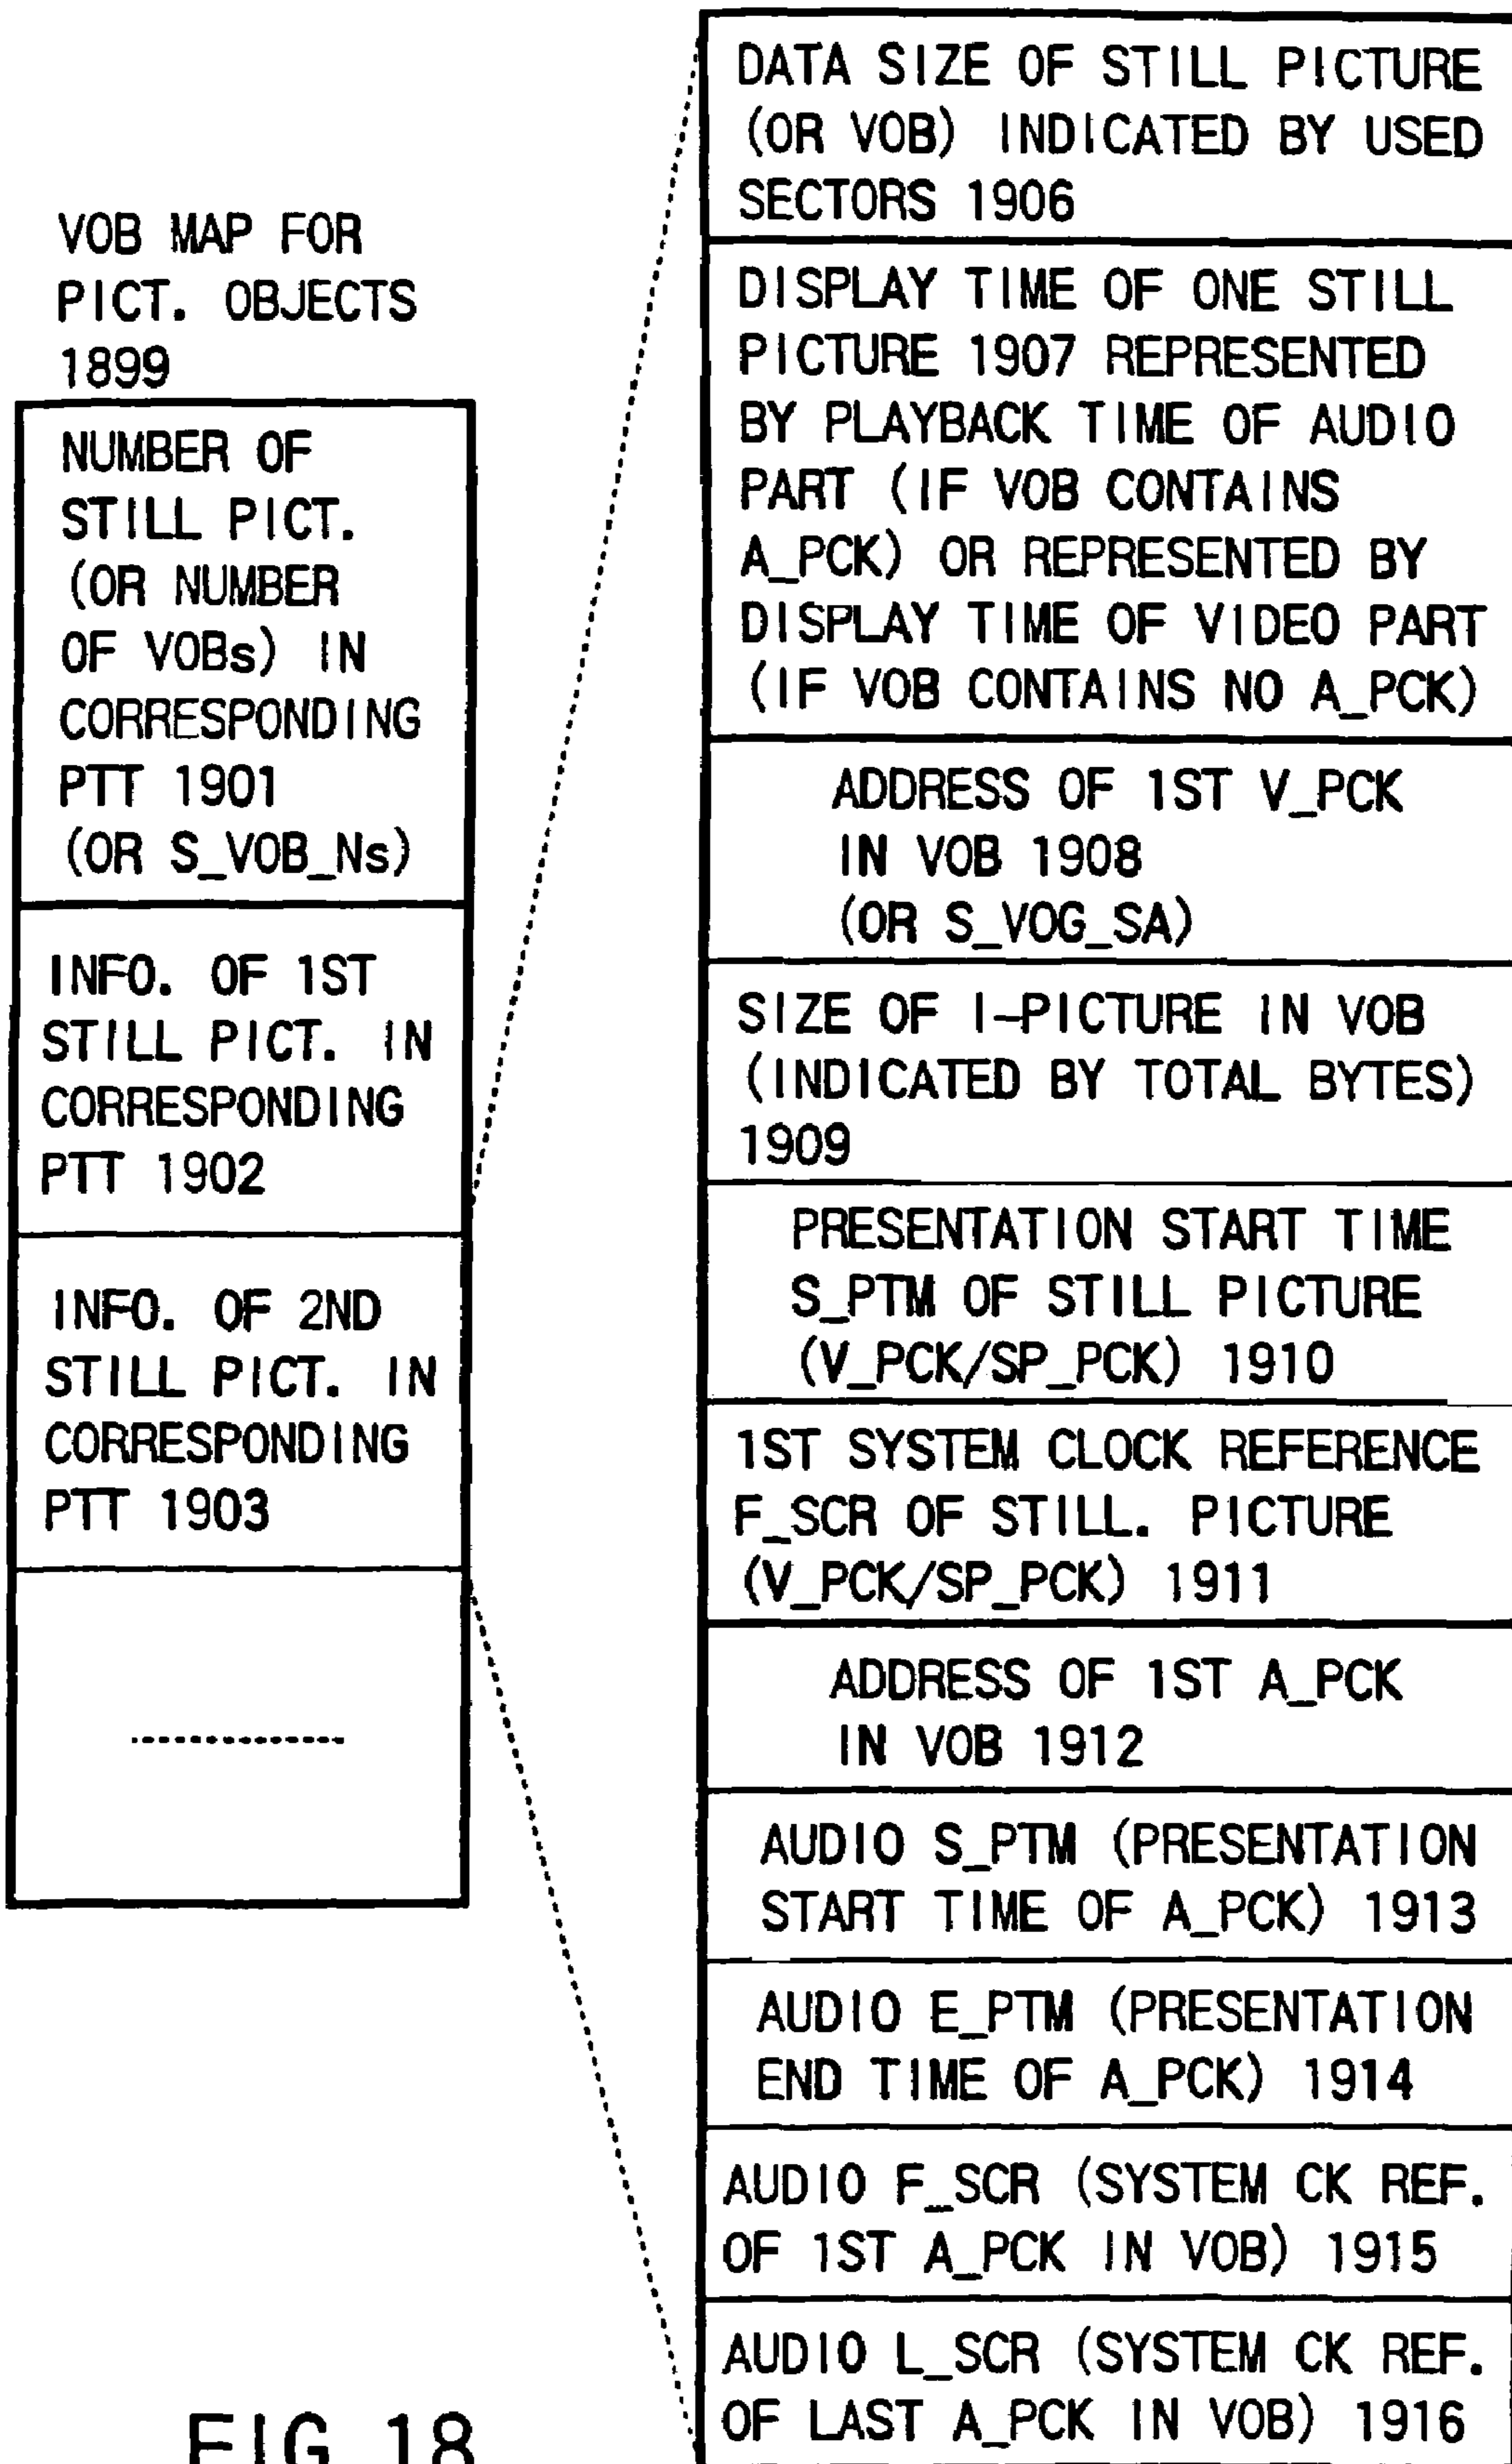 VOB MAP FOR
PICT. OBJECTS
1899
NUMBER OF
STILL PICT.
(OR NUMBER
OF VOBs) IN
CORRESPONDING
PTT 1901
(OR S_VOB_Ns)
INFO. OF 1ST
STILL PICT. IN
CORRESPONDING
PTT 1902
INFO. OF 2ND
STILL PICT. IN
CORRESPONDING
PTT 1903
DATA SIZE OF STILL PICTURE
(OR VOB) INDICATED BY USED
SECTORS 1906
DISPLAY TIME OF ONE STILL
PICTURE 1907 REPRESENTED
BY PLAYBACK TIME OF AUDIO
PART (IF VOB CONTAINS
A_PCK) OR REPRESENTED BY
DISPLAY TIME OF VIDEO PART
(IF VOB CONTAINS NO A_PCK)
ADDRESS OF 1ST V_PCK
IN VOB 1908
(OR S_VOG_SA)
SIZE OF I-PICTURE IN VOB
(INDICATED BY TOTAL BYTES)
1909
PRESENTATION START TIME
S_PTM OF STILL PICTURE
(V_PCK/SP_PCK) 1910
1ST SYSTEM CLOCK REFERENCE
F_SCR OF STILL. PICTURE
(V_PCK/SP_PCK) 1911
ADDRESS OF 1ST A_PCK
IN VOB 1912
AUDIO S_PTM (PRESENTATION
START TIME OF A_PCK) 1913
AUDIO E_PTM (PRESENTATION
END TIME OF A_PCK) 1914
AUDIO F_SCR (SYSTEM CK REF.
OF 1ST A_PCK IN VOB) 1915
AUDIO L_SCR (SYSTEM CK REF.
OF LAST A_PCK IN VOB) 1916
FIG. 18